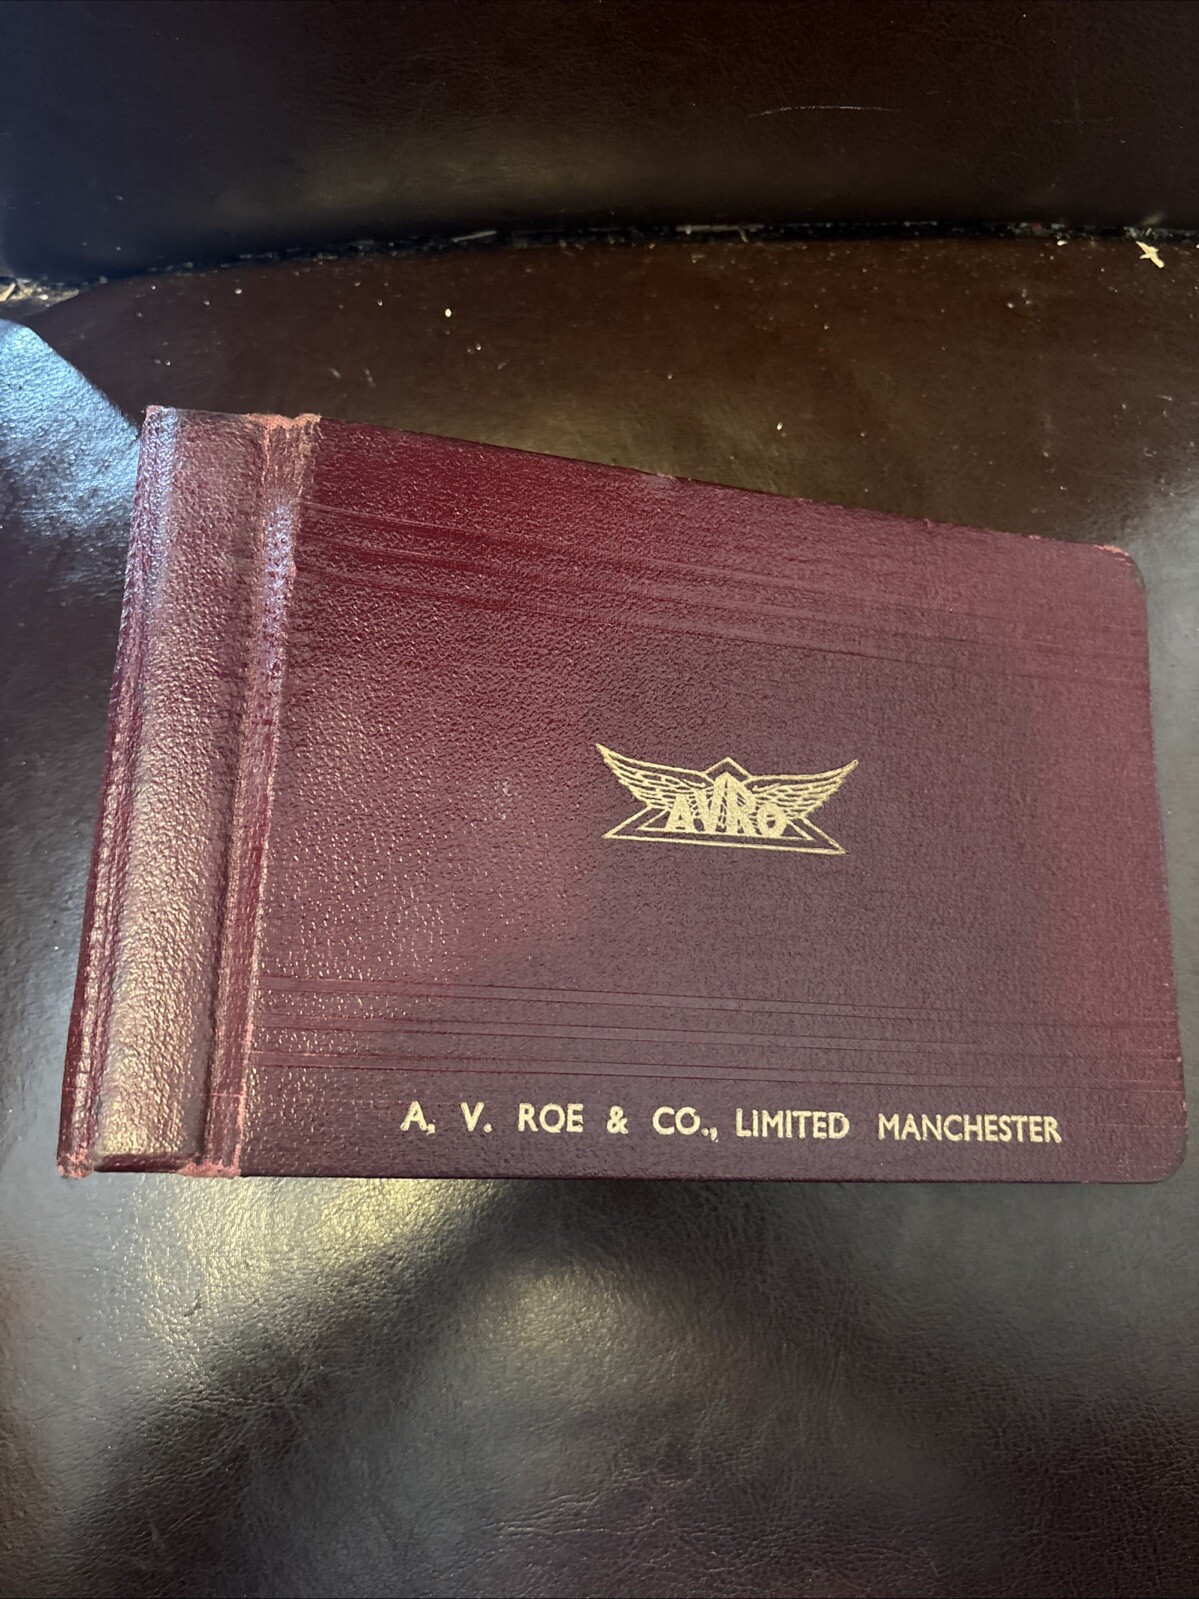 AVRO
A. V. ROE & CO., LIMITED MANCHESTER